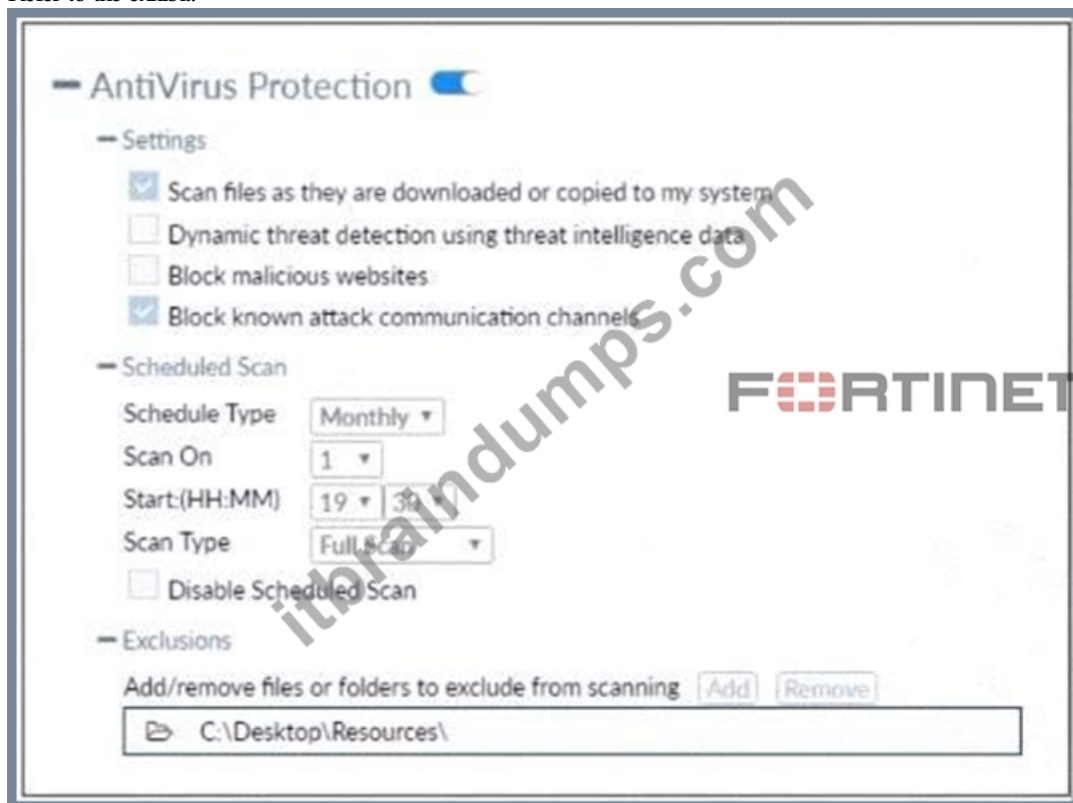 AntiVirus Protection
Settings
Scan files as they are downloaded or copied to my system
Dynamic threat detection using threat intelligence data
Block malicious websites
Block known attack communication channels
Scheduled Scan
Schedule Type Monthly
Scan On 1
Start:(HH:MM) 19 30
Scan Type Full Scan
Disable Scheduled Scan
Exclusions
Add/remove files or folders to exclude from scanning Add Remove
C:\Desktop\Resources\
FORTINET
itbraindumps.com